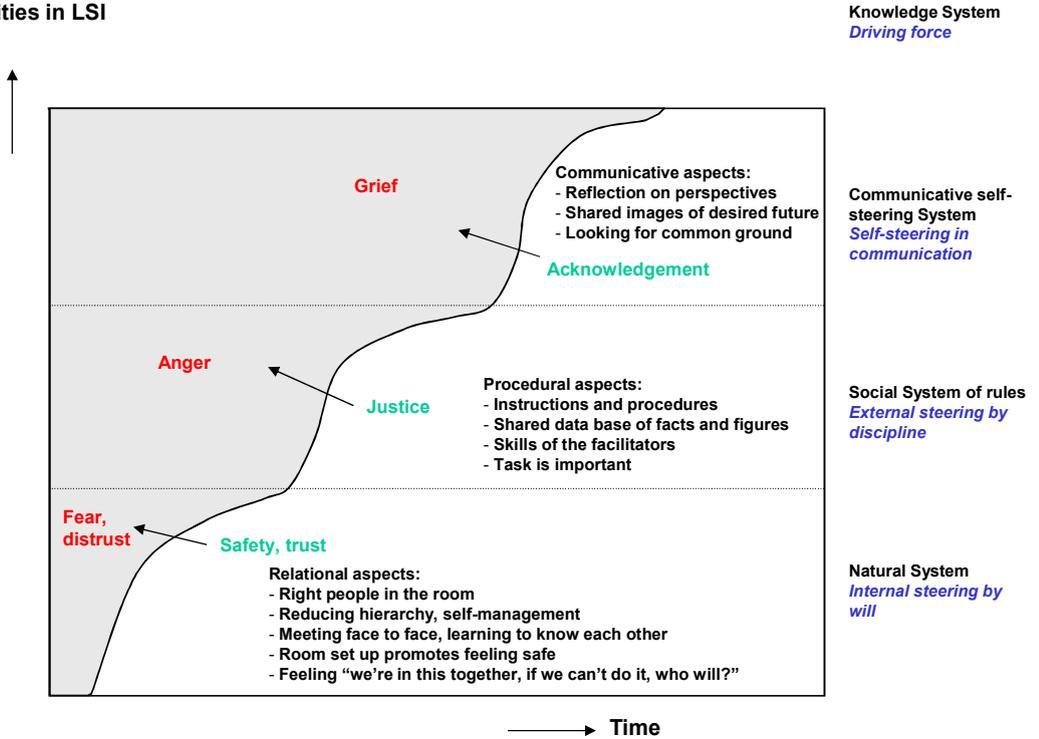 ities in LSI
Knowledge System
Driving force
Grief
Communicative aspects:
- Reflection on perspectives
- Shared images of desired future
- Looking for common ground
Acknowledgement
Communicative self-
steering System
Self-steering in
communication
Anger
Justice
Procedural aspects:
- Instructions and procedures
- Shared data base of facts and figures
- Skills of the facilitators
- Task is important
Social System of rules
External steering by
discipline
Fear,
distrust
Safety, trust
Relational aspects:
- Right people in the room
- Reducing hierarchy, self-management
- Meeting face to face, learning to know each other
- Room set up promotes feeling safe
- Feeling “we’re in this together, if we can’t do it, who will?”
Natural System
Internal steering by
will
Time